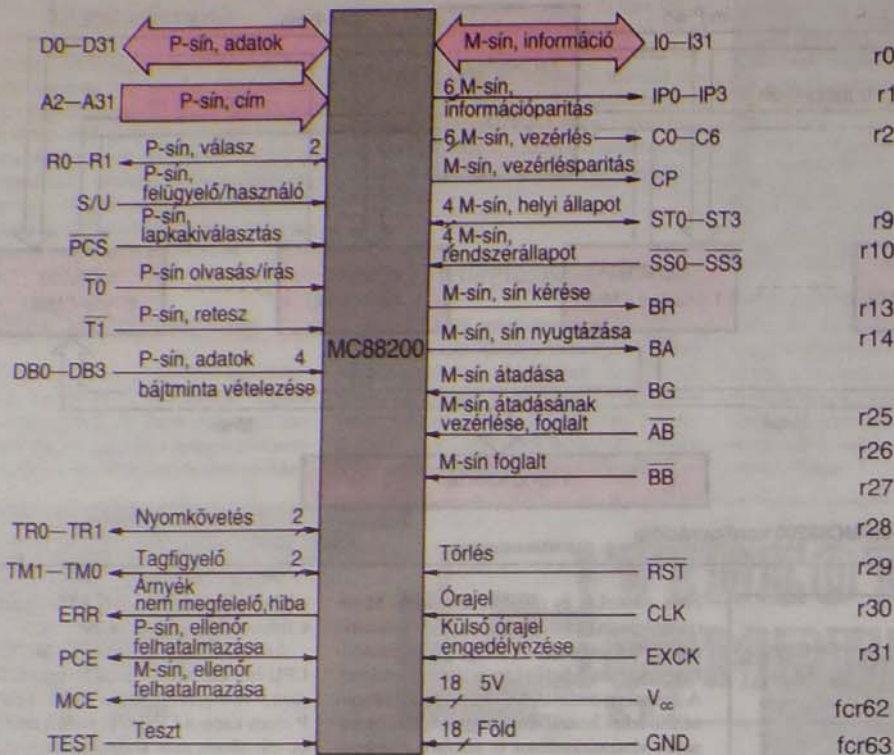 D0—D31 P-sín, adatok
A2—A31 P-sín, cím
R0—R1 P-sín, válasz 2
S/U P-sín, felügyelő/használó
PCS P-sín, lapkakiválasztás
T0 P-sín olvasás/írás
T1 P-sín, retesz
DB0—DB3 P-sín, adatok 4
bájtminta vételezése
TR0—TR1 Nyomkövetés 2
TM1—TM0 Tagfigyelő 2
ERR Árnyék nem megfelelő, hiba
PCE P-sín, ellenőr felhatalmazása
MCE M-sín, ellenőr felhatalmazása
TEST Teszt
MC88200
M-sín, információ I0—I31
6 M-sín, információparitás IP0—IP3
6 M-sín, vezérlés C0—C6
M-sín, vezérlésparitás CP
4 M-sín, helyi állapot ST0—ST3
4 M-sín, rendszerállapot SS0—SS3
M-sín, sín kérése BR
M-sín, sín nyugtázása BA
M-sín átadása BG
M-sín átadásának vezérlése, foglalt AB
M-sín foglalt BB
Törlés RST
Órajel CLK
Külső órajel engedélyezése EXCK
18 5V Vcc
18 Föld GND
r0
r1
r2
r9
r10
r13
r14
r25
r26
r27
r28
r29
r30
r31
fcr62
fcr63